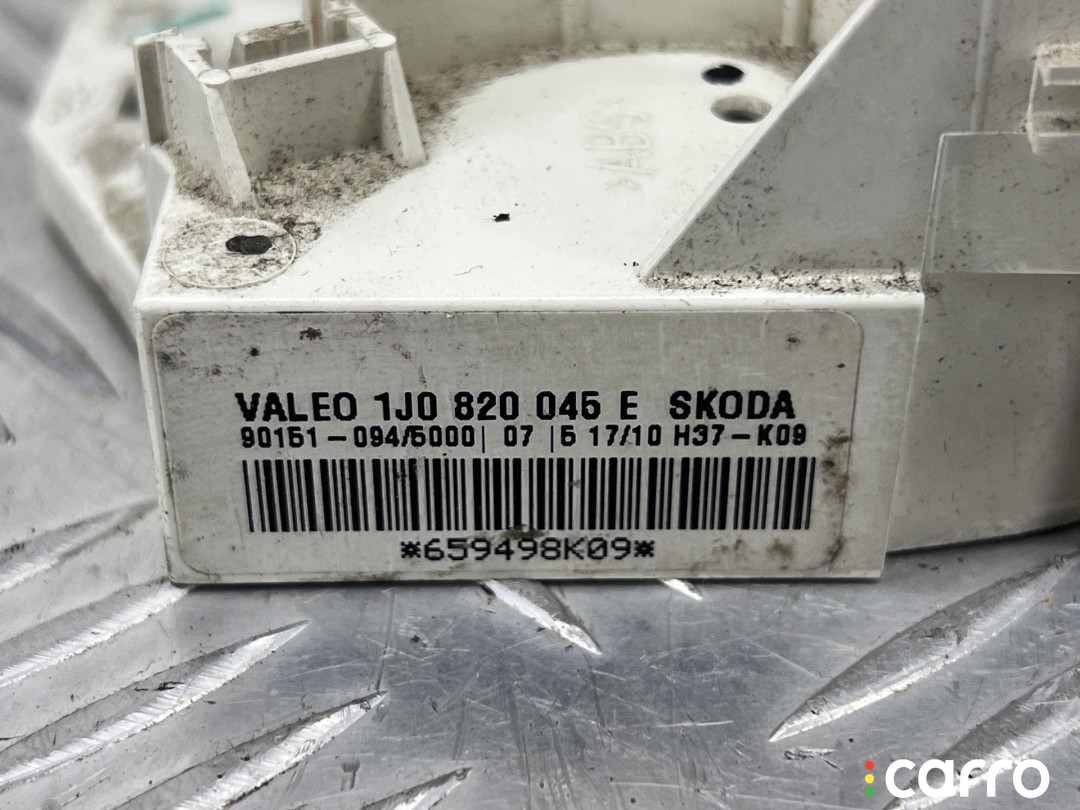 >ABS<
VALEO 1J0 820 045 E SKODA
90151-094/5000| 07 |5 17/10 H37-K09
*659498K09*
carro